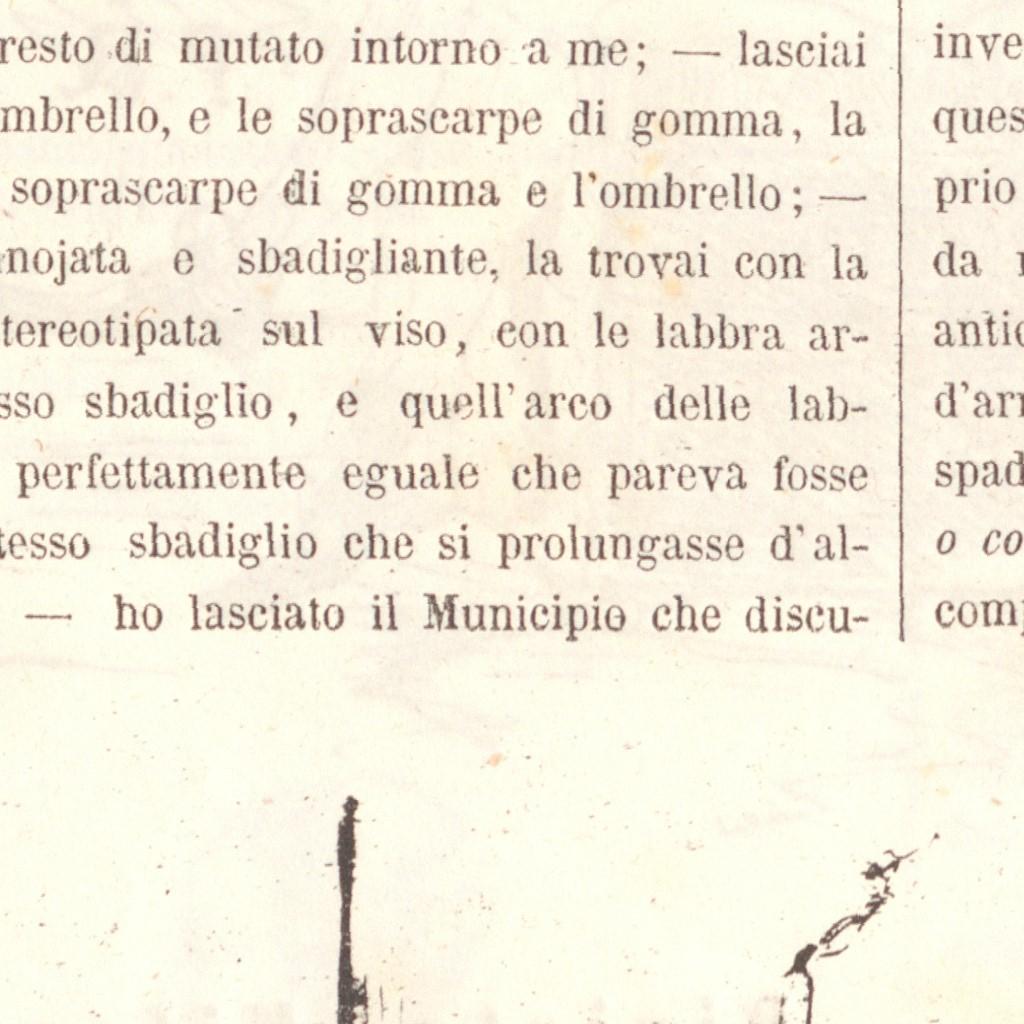 resto di mutato intorno a me; — lasciai
mbrello, e le soprascarpe di gomma, la
soprascarpe di gomma e l'ombrello; —
nojata e sbadigliante, la trovai con la
tereotipata sul viso, con le labbra ar-
sso sbadiglio, e quell'arco delle lab-
perfettamente eguale che pareva fosse
tesso sbadiglio che si prolungasse d'al-
— ho lasciato il Municipio che discu-
inve
ques
prio
da
antic
d'arr
spad
o co
comp